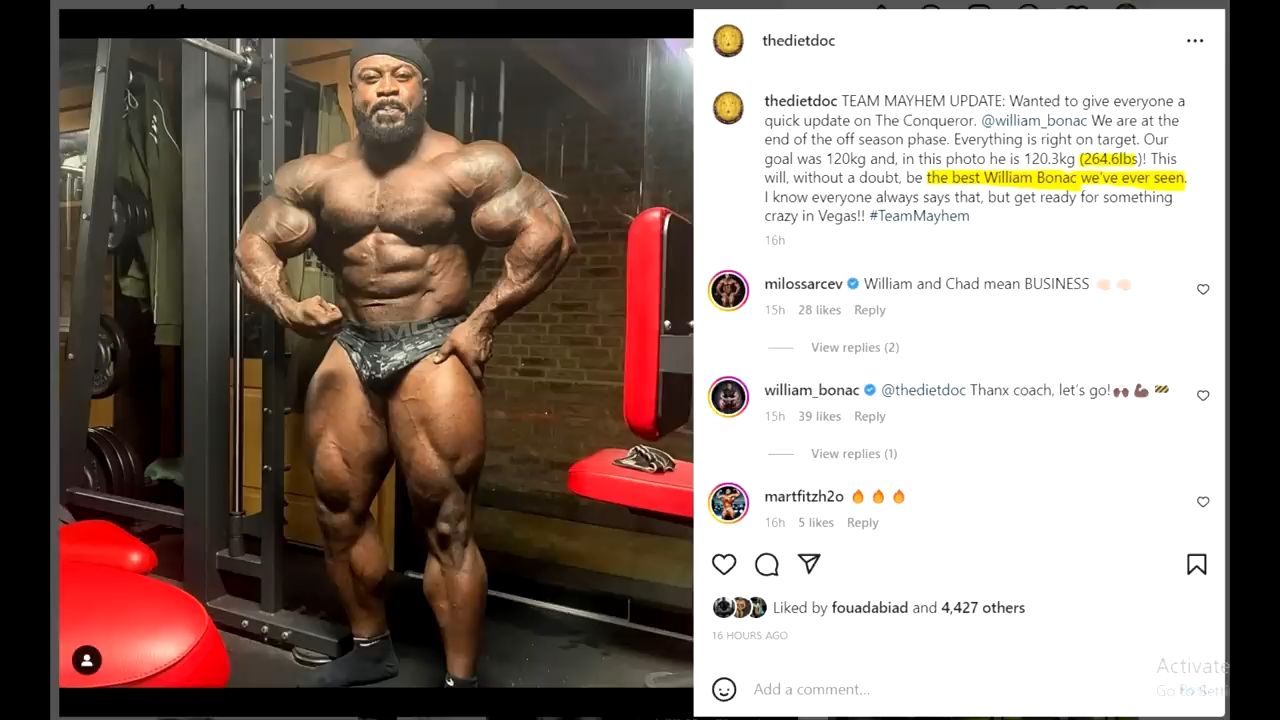 thedietdoc
thedietdoc TEAM MAYHEM UPDATE: Wanted to give everyone a
quick update on The Conqueror. @william_bonac We are at the
end of the off season phase. Everything is right on target. Our
goal was 120kg and, in this photo he is 120.3kg (264.6lbs)! This
will, without a doubt, be the best William Bonac we've ever seen.
I know everyone always says that, but get ready for something
crazy in Vegas!! #TeamMayhem
16h
milossarcev William and Chad mean BUSINESS 👊🏻 👊🏻
15h 28 likes Reply
View replies (2)
william_bonac @thedietdoc Thanx coach, let's go!🙌🏿 💪🏿 🚧
15h 39 likes Reply
View replies (1)
martfitzh2o 🔥 🔥 🔥
16h 5 likes Reply
Liked by fouadabiad and 4,427 others
16 HOURS AGO
Add a comment...
Activate
Go to Setti